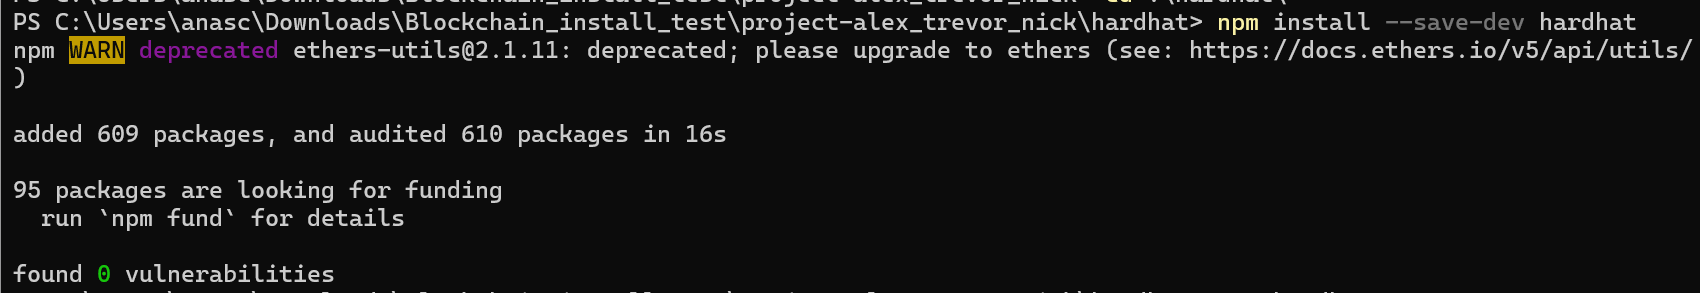 PS C:\Users\anasc\Downloads\Blockchain_install_test\project-alex_trevor_nick\hardhat> npm install --save-dev hardhat
npm WARN deprecated ethers-utils@2.1.11: deprecated; please upgrade to ethers (see: https://docs.ethers.io/v5/api/utils/
)
added 609 packages, and audited 610 packages in 16s
95 packages are looking for funding
run `npm fund` for details
found 0 vulnerabilities